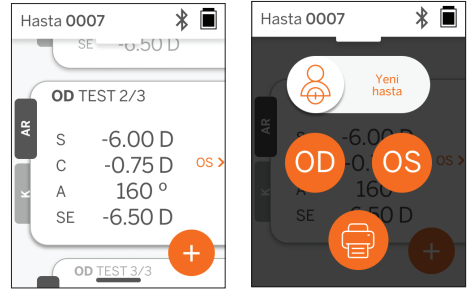 Hasta 0007
SE -6.50 D
OD TEST 2/3
AR
S -6.00 D
C -0.75 D
OS >
K
A 160 º
SE -6.50 D
+
OD TEST 3/3
Hasta 0007
Yeni
hasta
AR
S -6.00 D
OD
OS
C -0.
OS >
K
A 160
SE -6.50 D
+